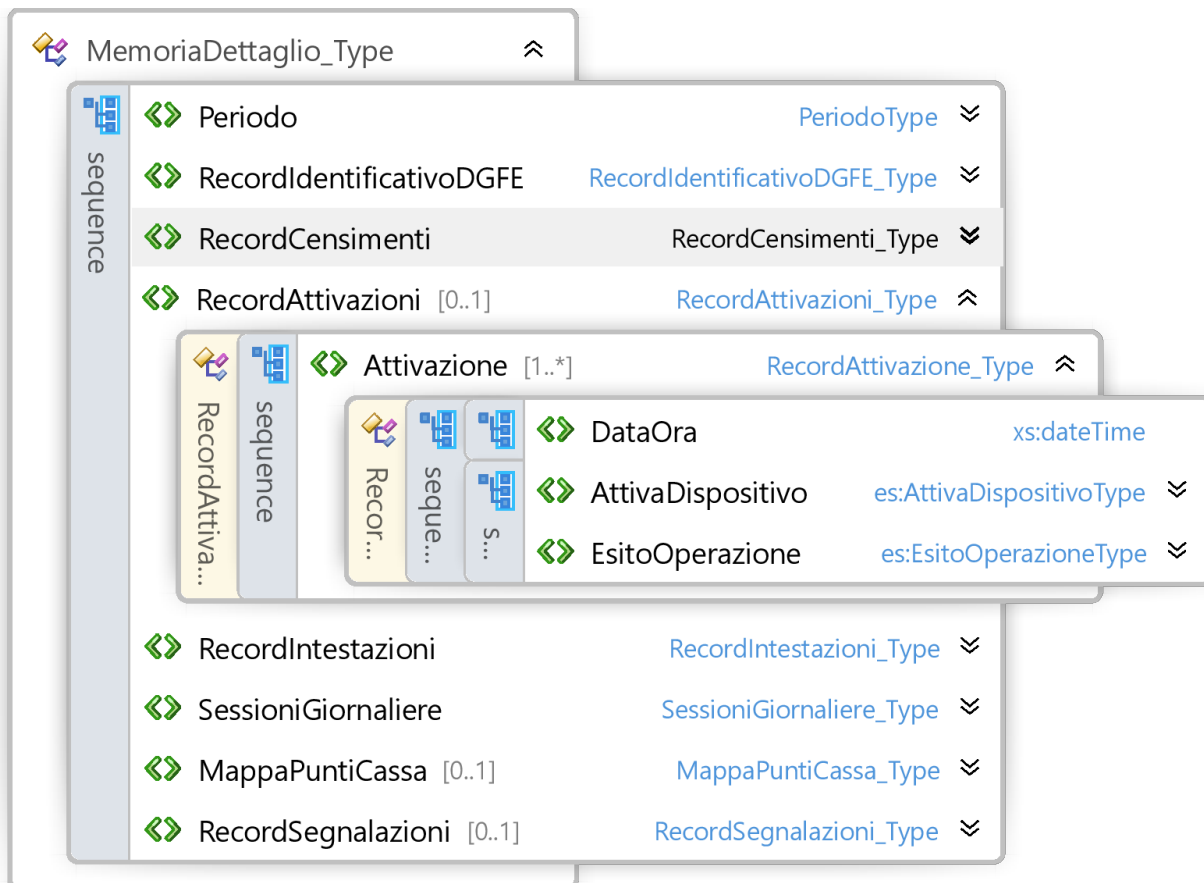 MemoriaDettaglio_Type
sequence
Periodo PeriodoType
RecordIdentificativoDGFE RecordIdentificativoDGFE_Type
RecordCensimenti RecordCensimenti_Type
RecordAttivazioni [0..1] RecordAttivazioni_Type
RecordAttiva...
sequence
Attivazione [1..*] RecordAttivazione_Type
Recor...
seque...
s...
DataOra xs:dateTime
AttivaDispositivo es:AttivaDispositivoType
EsitoOperazione es:EsitoOperazioneType
RecordIntestazioni RecordIntestazioni_Type
SessioniGiornaliere SessioniGiornaliere_Type
MappaPuntiCassa [0..1] MappaPuntiCassa_Type
RecordSegnalazioni [0..1] RecordSegnalazioni_Type